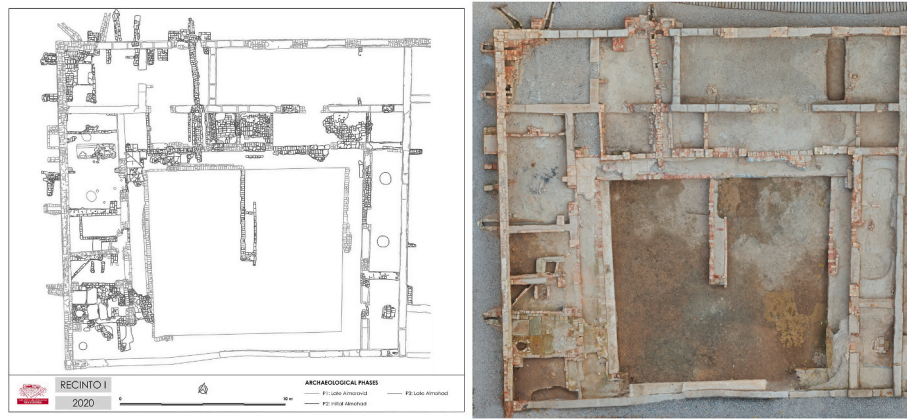 RECINTO I
2020
0
10 m
ARCHAEOLOGICAL PHASES
P1: Late Almoravid
P2: Initial Almohad
P3: Late Almohad